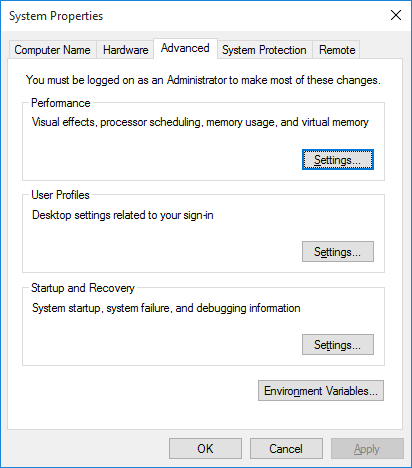 System Properties
Computer Name Hardware Advanced System Protection Remote
You must be logged on as an Administrator to make most of these changes.
Performance
Visual effects, processor scheduling, memory usage, and virtual memory
Settings...
User Profiles
Desktop settings related to your sign-in
Settings...
Startup and Recovery
System startup, system failure, and debugging information
Settings...
Environment Variables...
OK Cancel Apply